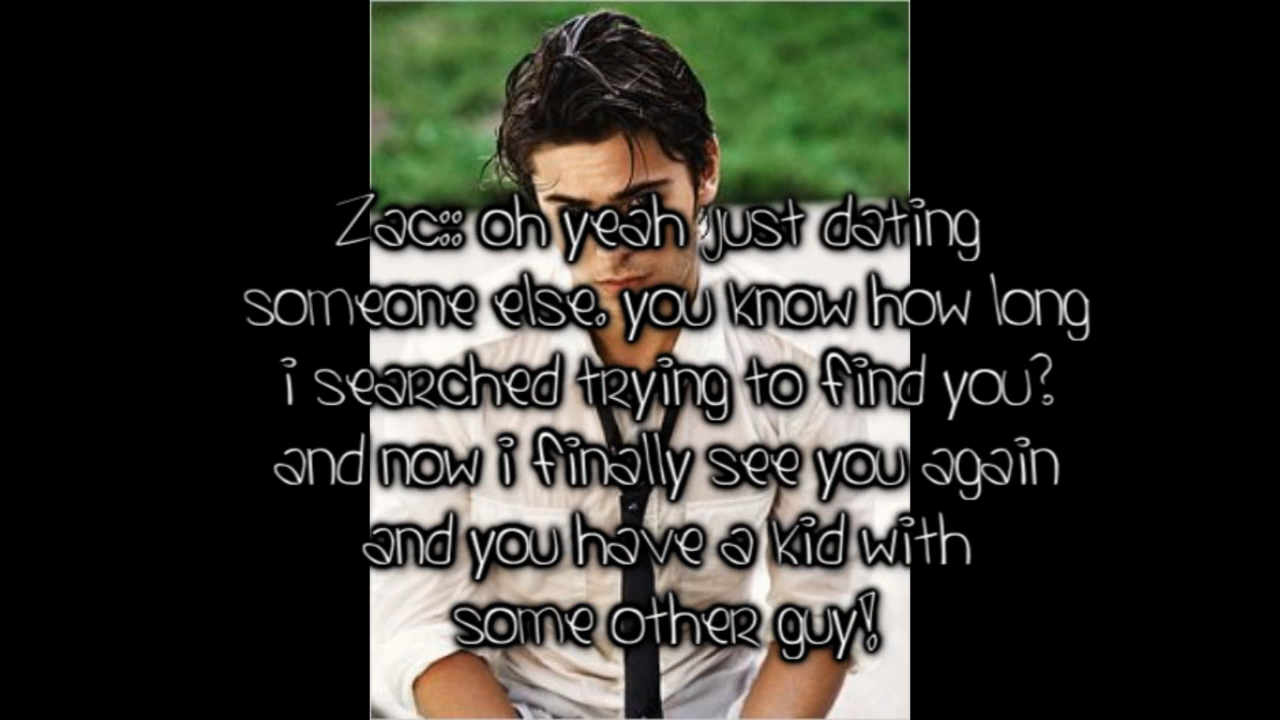 Zac:: oh yeah just dating
someone else. you know how long
i searched trying to find you?
and now i finally see you again
and you have a kid with
some other guy!